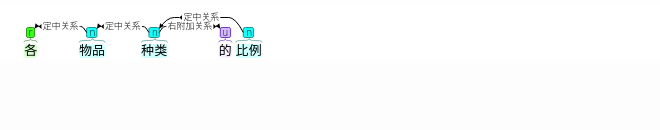 定中关系
定中关系 定中关系 右附加关系
r n n u n
各 物品 种类 的 比例